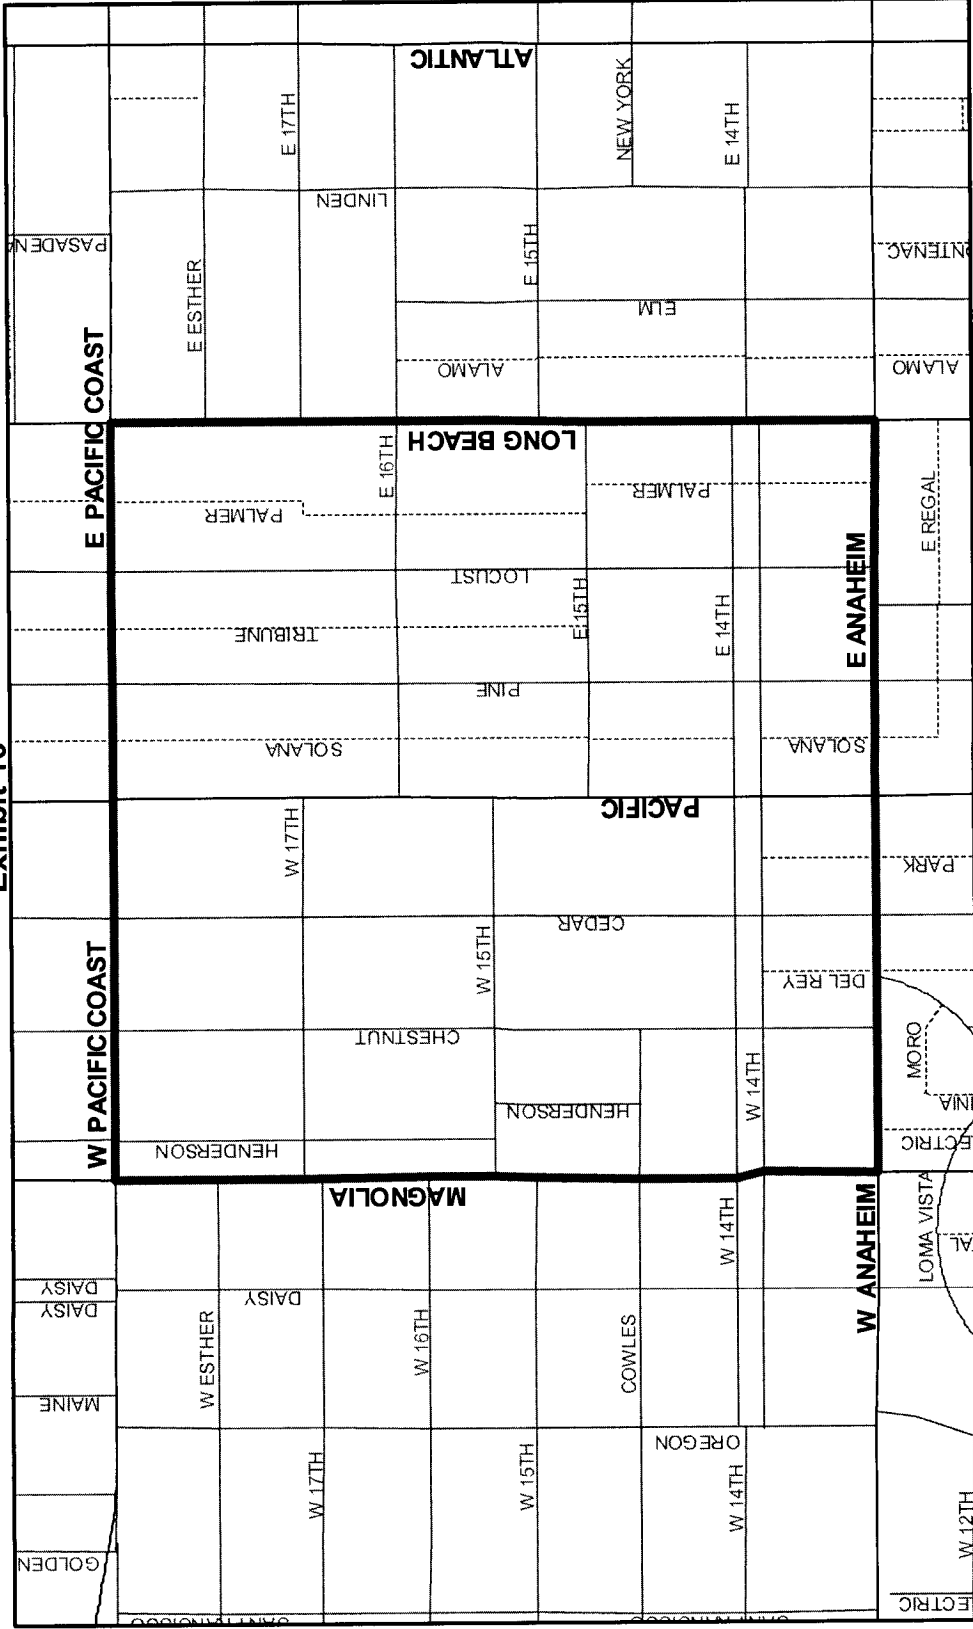 ATLANTIC
NEW YORK
E 17TH
E 14TH
LINDEN
PASADENA
E 15TH
E ESTHER
ELM
ALAMO
ALAMO
E PACIFIC COAST
LONG BEACH
E 16TH
PALMER
PALMER
E REGAL
LOCUST
E 15TH
E 14TH
E ANAHEIM
TRIBUNE
PINE
SOLANA
SOLANA
PACIFIC
W 17TH
PARK
CEDAR
W PACIFIC COAST
W 15TH
DEL REY
CHESTNUT
MORO
W 14TH
HENDERSON
HENDERSON
MAGNOLIA
W 14TH
W ANAHEIM
LOMA VISTA
DAISY
DAISY
DAISY
W ESTHER
W 16TH
COWLES
MAINE
OREGON
W 17TH
W 15TH
W 14TH
W 12TH
GOLDEN